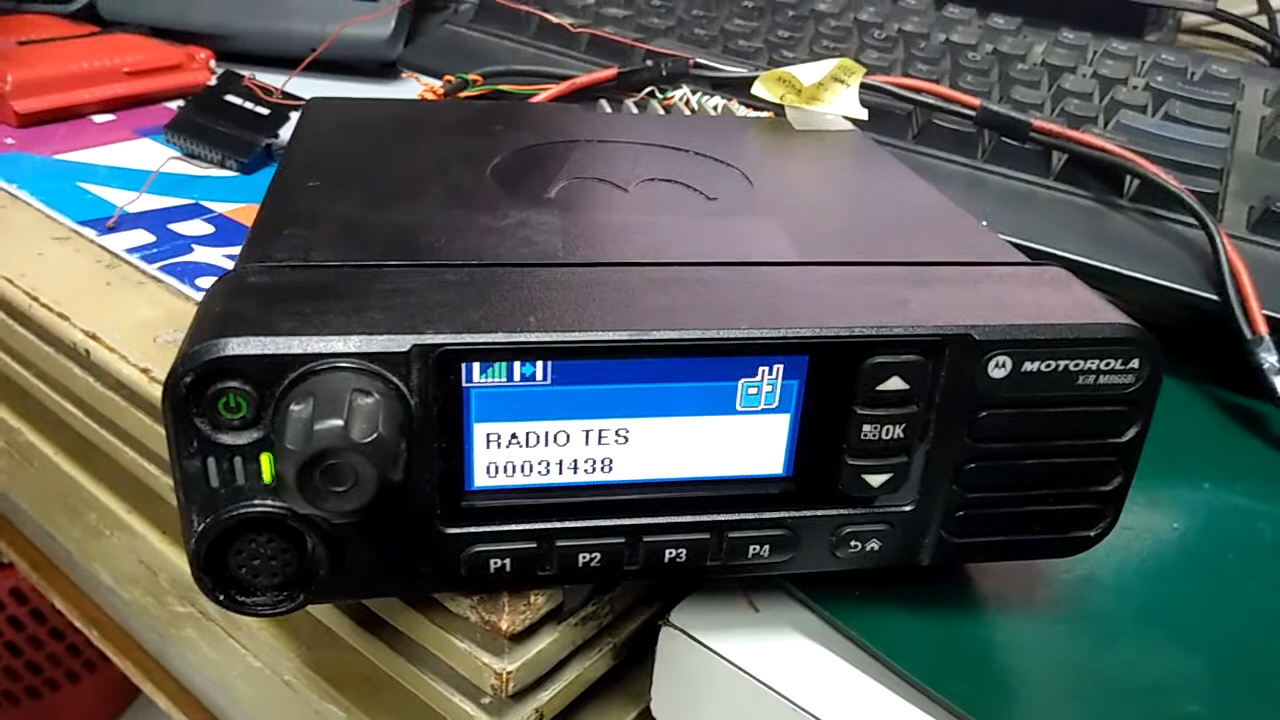 MOTOROLA
XiR M8668i
RADIO TES
00031438
OK
P1
P2
P3
P4